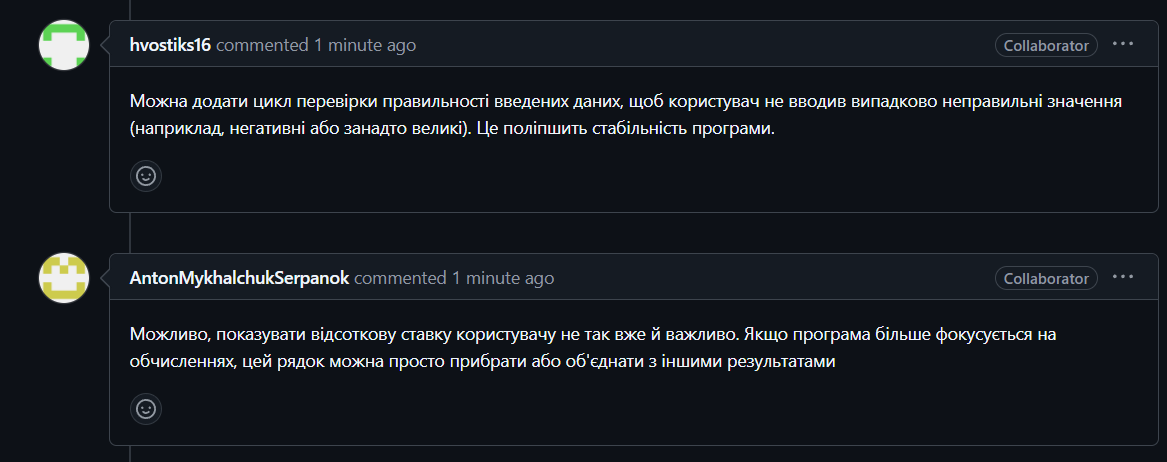 hvostiks16 commented 1 minute ago
Collaborator
Можна додати цикл перевірки правильності введених даних, щоб користувач не вводив випадково неправильні значення
(наприклад, негативні або занадто великі). Це поліпшить стабільність програми.
AntonMykhalchukSerpanok commented 1 minute ago
Collaborator
Можливо, показувати відсоткову ставку користувачу не так вже й важливо. Якщо програма більше фокусується на
обчисленнях, цей рядок можна просто прибрати або об'єднати з іншими результатами